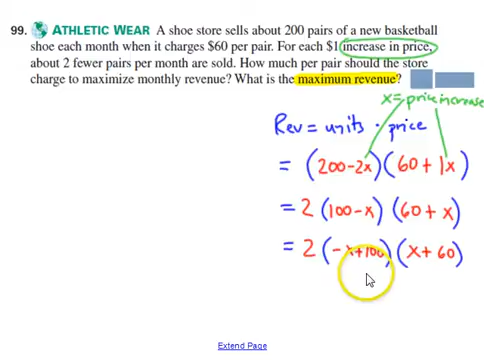 99. ATHLETIC WEAR A shoe store sells about 200 pairs of a new basketball
shoe each month when it charges $60 per pair. For each $1 increase in price,
about 2 fewer pairs per month are sold. How much per pair should the store
charge to maximize monthly revenue? What is the maximum revenue?
x = price increase
Rev = units · price
= (200-2x)(60+1x)
= 2 (100-x) (60+x)
= 2 (-x+100)(x+60)
Extend Page